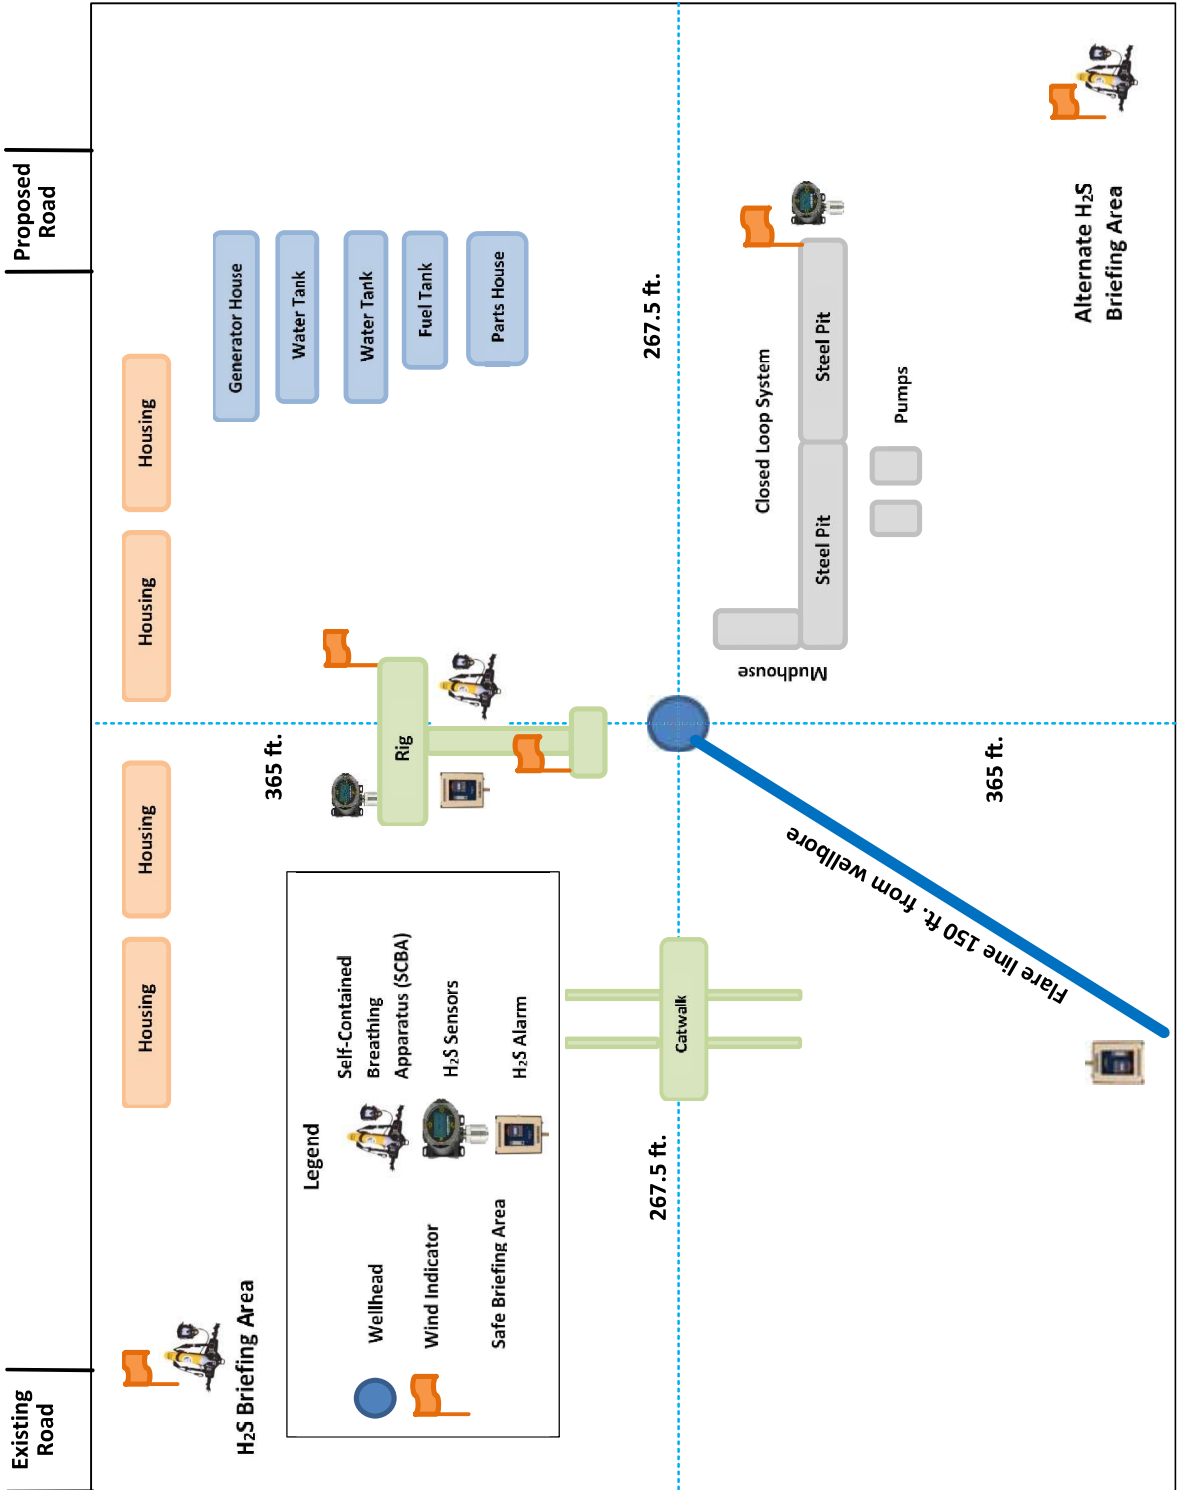 Existing
Road
Proposed
Road
Housing
Housing
Housing
Housing
H₂S Briefing Area
Generator House
Water Tank
Water Tank
Fuel Tank
Parts House
365 ft.
Rig
Legend
Wellhead
Wind Indicator
Safe Briefing Area
Self-Contained
Breathing
Apparatus (SCBA)
H₂S Sensors
H₂S Alarm
267.5 ft.
267.5 ft.
Catwalk
Mudhouse
Closed Loop System
Steel Pit
Steel Pit
Pumps
365 ft.
Flare line 150 ft. from wellbore
Alternate H₂S
Briefing Area